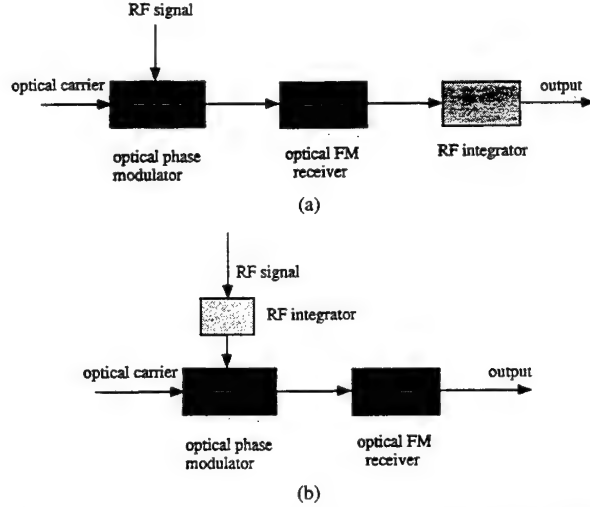 RF signal
optical carrier
output
optical phase
modulator
optical FM
receiver
RF integrator
(a)
RF signal
RF integrator
optical carrier
output
optical phase
modulator
optical FM
receiver
(b)